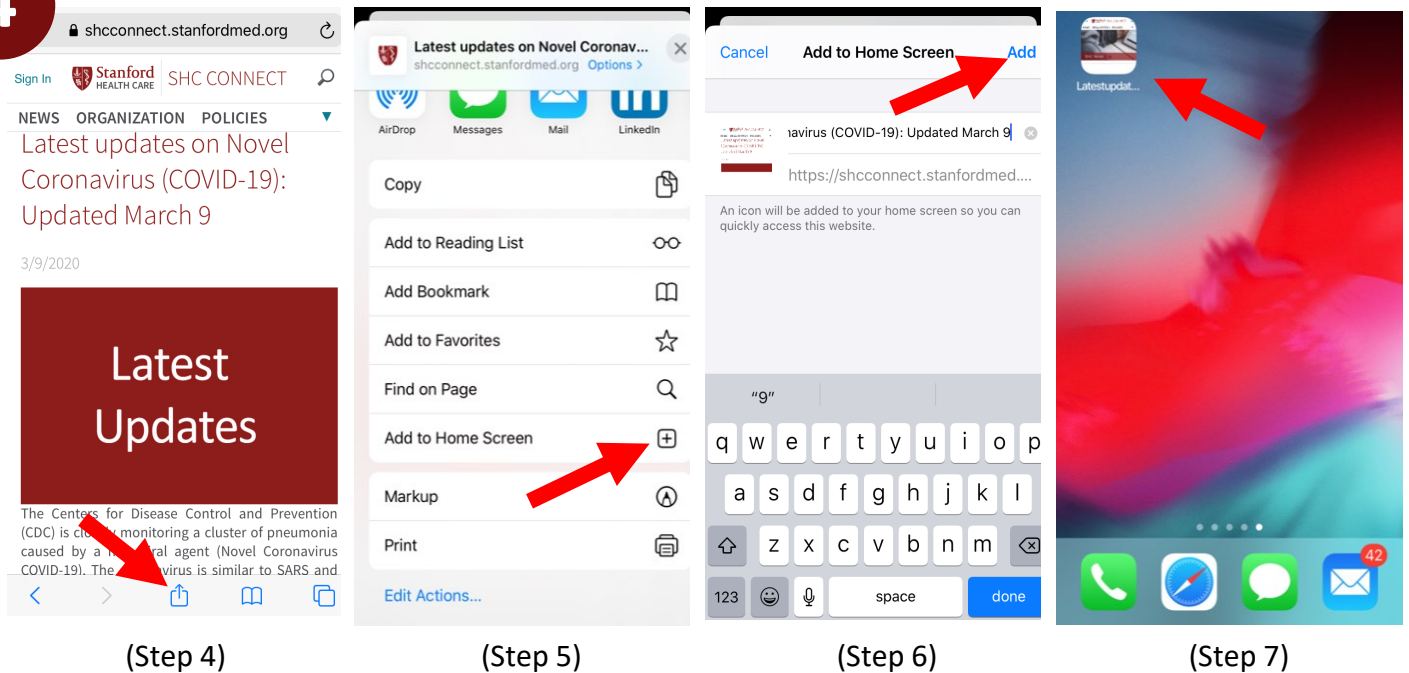 4
shcconnect.stanfordmed.org
Sign In
Stanford
HEALTH CARE
SHC CONNECT
NEWS ORGANIZATION POLICIES
Latest updates on Novel
Coronavirus (COVID-19):
Updated March 9
3/9/2020
Latest
Updates
The Centers for Disease Control and Prevention
(CDC) is monitoring a cluster of pneumonia
caused by a agent (Novel Coronavirus
COVID-19). The is similar to SARS and
(Step 4)
Latest updates on Novel Coronav...
shcconnect.stanfordmed.org Options >
AirDrop
Messages
Mail
LinkedIn
Copy
Add to Reading List
Add Bookmark
Add to Favorites
Find on Page
Add to Home Screen
Markup
Print
Edit Actions...
(Step 5)
Cancel
Add to Home Screen
Add
navirus (COVID-19): Updated March 9
https://shcconnect.stanfordmed....
An icon will be added to your home screen so you can
quickly access this website.
“9”
q w e r t y u i o p
a s d f g h j k l
z x c v b n m
123
space
done
(Step 6)
Latestupdat...
42
(Step 7)